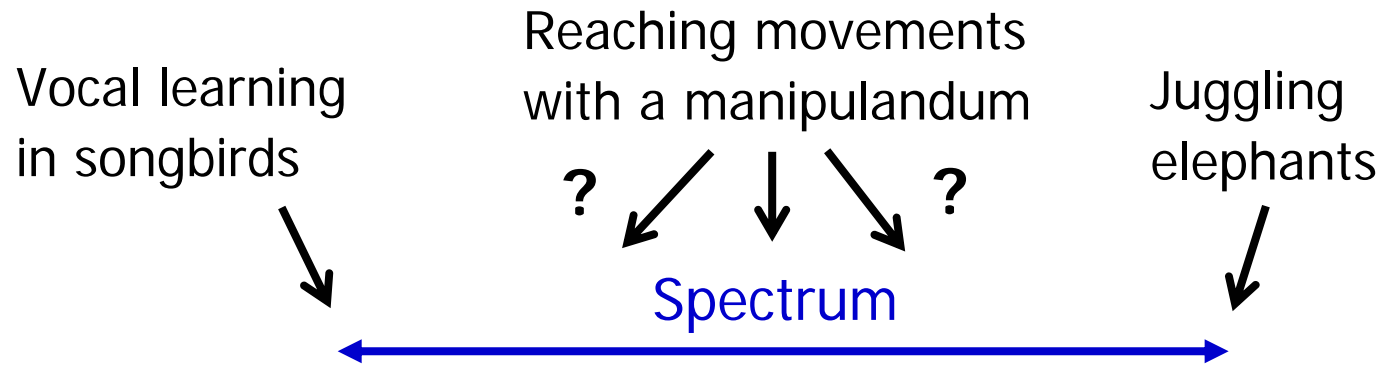 Vocal learning
in songbirds
Reaching movements
with a manipulandum
Juggling
elephants
?
?
Spectrum